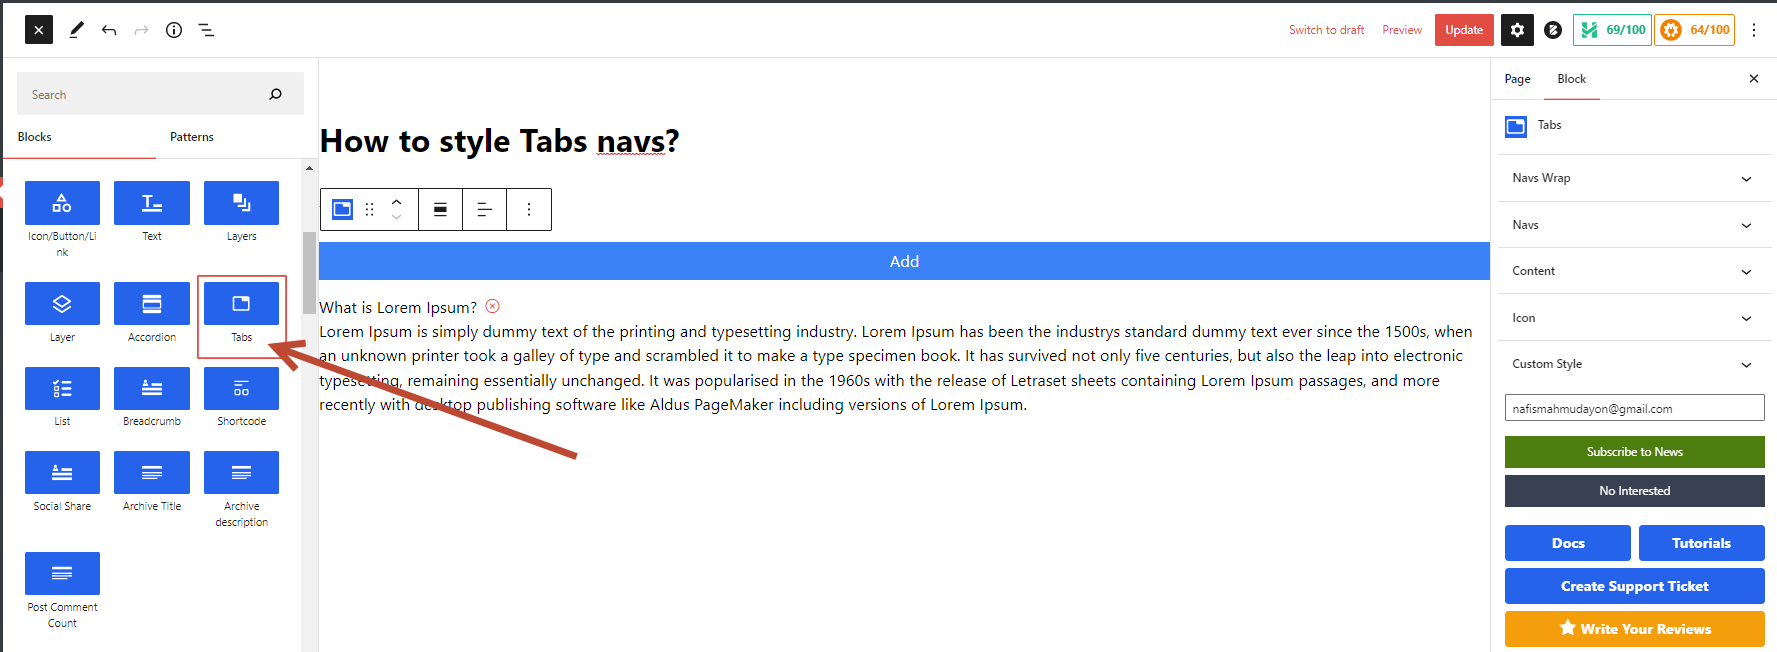 Switch to draft
Preview
Update
69/100
64/100
Search
Blocks
Patterns
Icon/Button/Li
nk
Text
Layers
Layer
Accordion
Tabs
List
Breadcrumb
Shortcode
Social Share
Archive Title
Archive
description
Post Comment
Count
How to style Tabs navs?
Add
What is Lorem Ipsum?
Lorem Ipsum is simply dummy text of the printing and typesetting industry. Lorem Ipsum has been the industrys standard dummy text ever since the 1500s, when
an unknown printer took a galley of type and scrambled it to make a type specimen book. It has survived not only five centuries, but also the leap into electronic
typesetting, remaining essentially unchanged. It was popularised in the 1960s with the release of Letraset sheets containing Lorem Ipsum passages, and more
recently with desktop publishing software like Aldus PageMaker including versions of Lorem Ipsum.
Page
Block
Tabs
Navs Wrap
Navs
Content
Icon
Custom Style
nafismahmudayon@gmail.com
Subscribe to News
No Interested
Docs
Tutorials
Create Support Ticket
Write Your Reviews